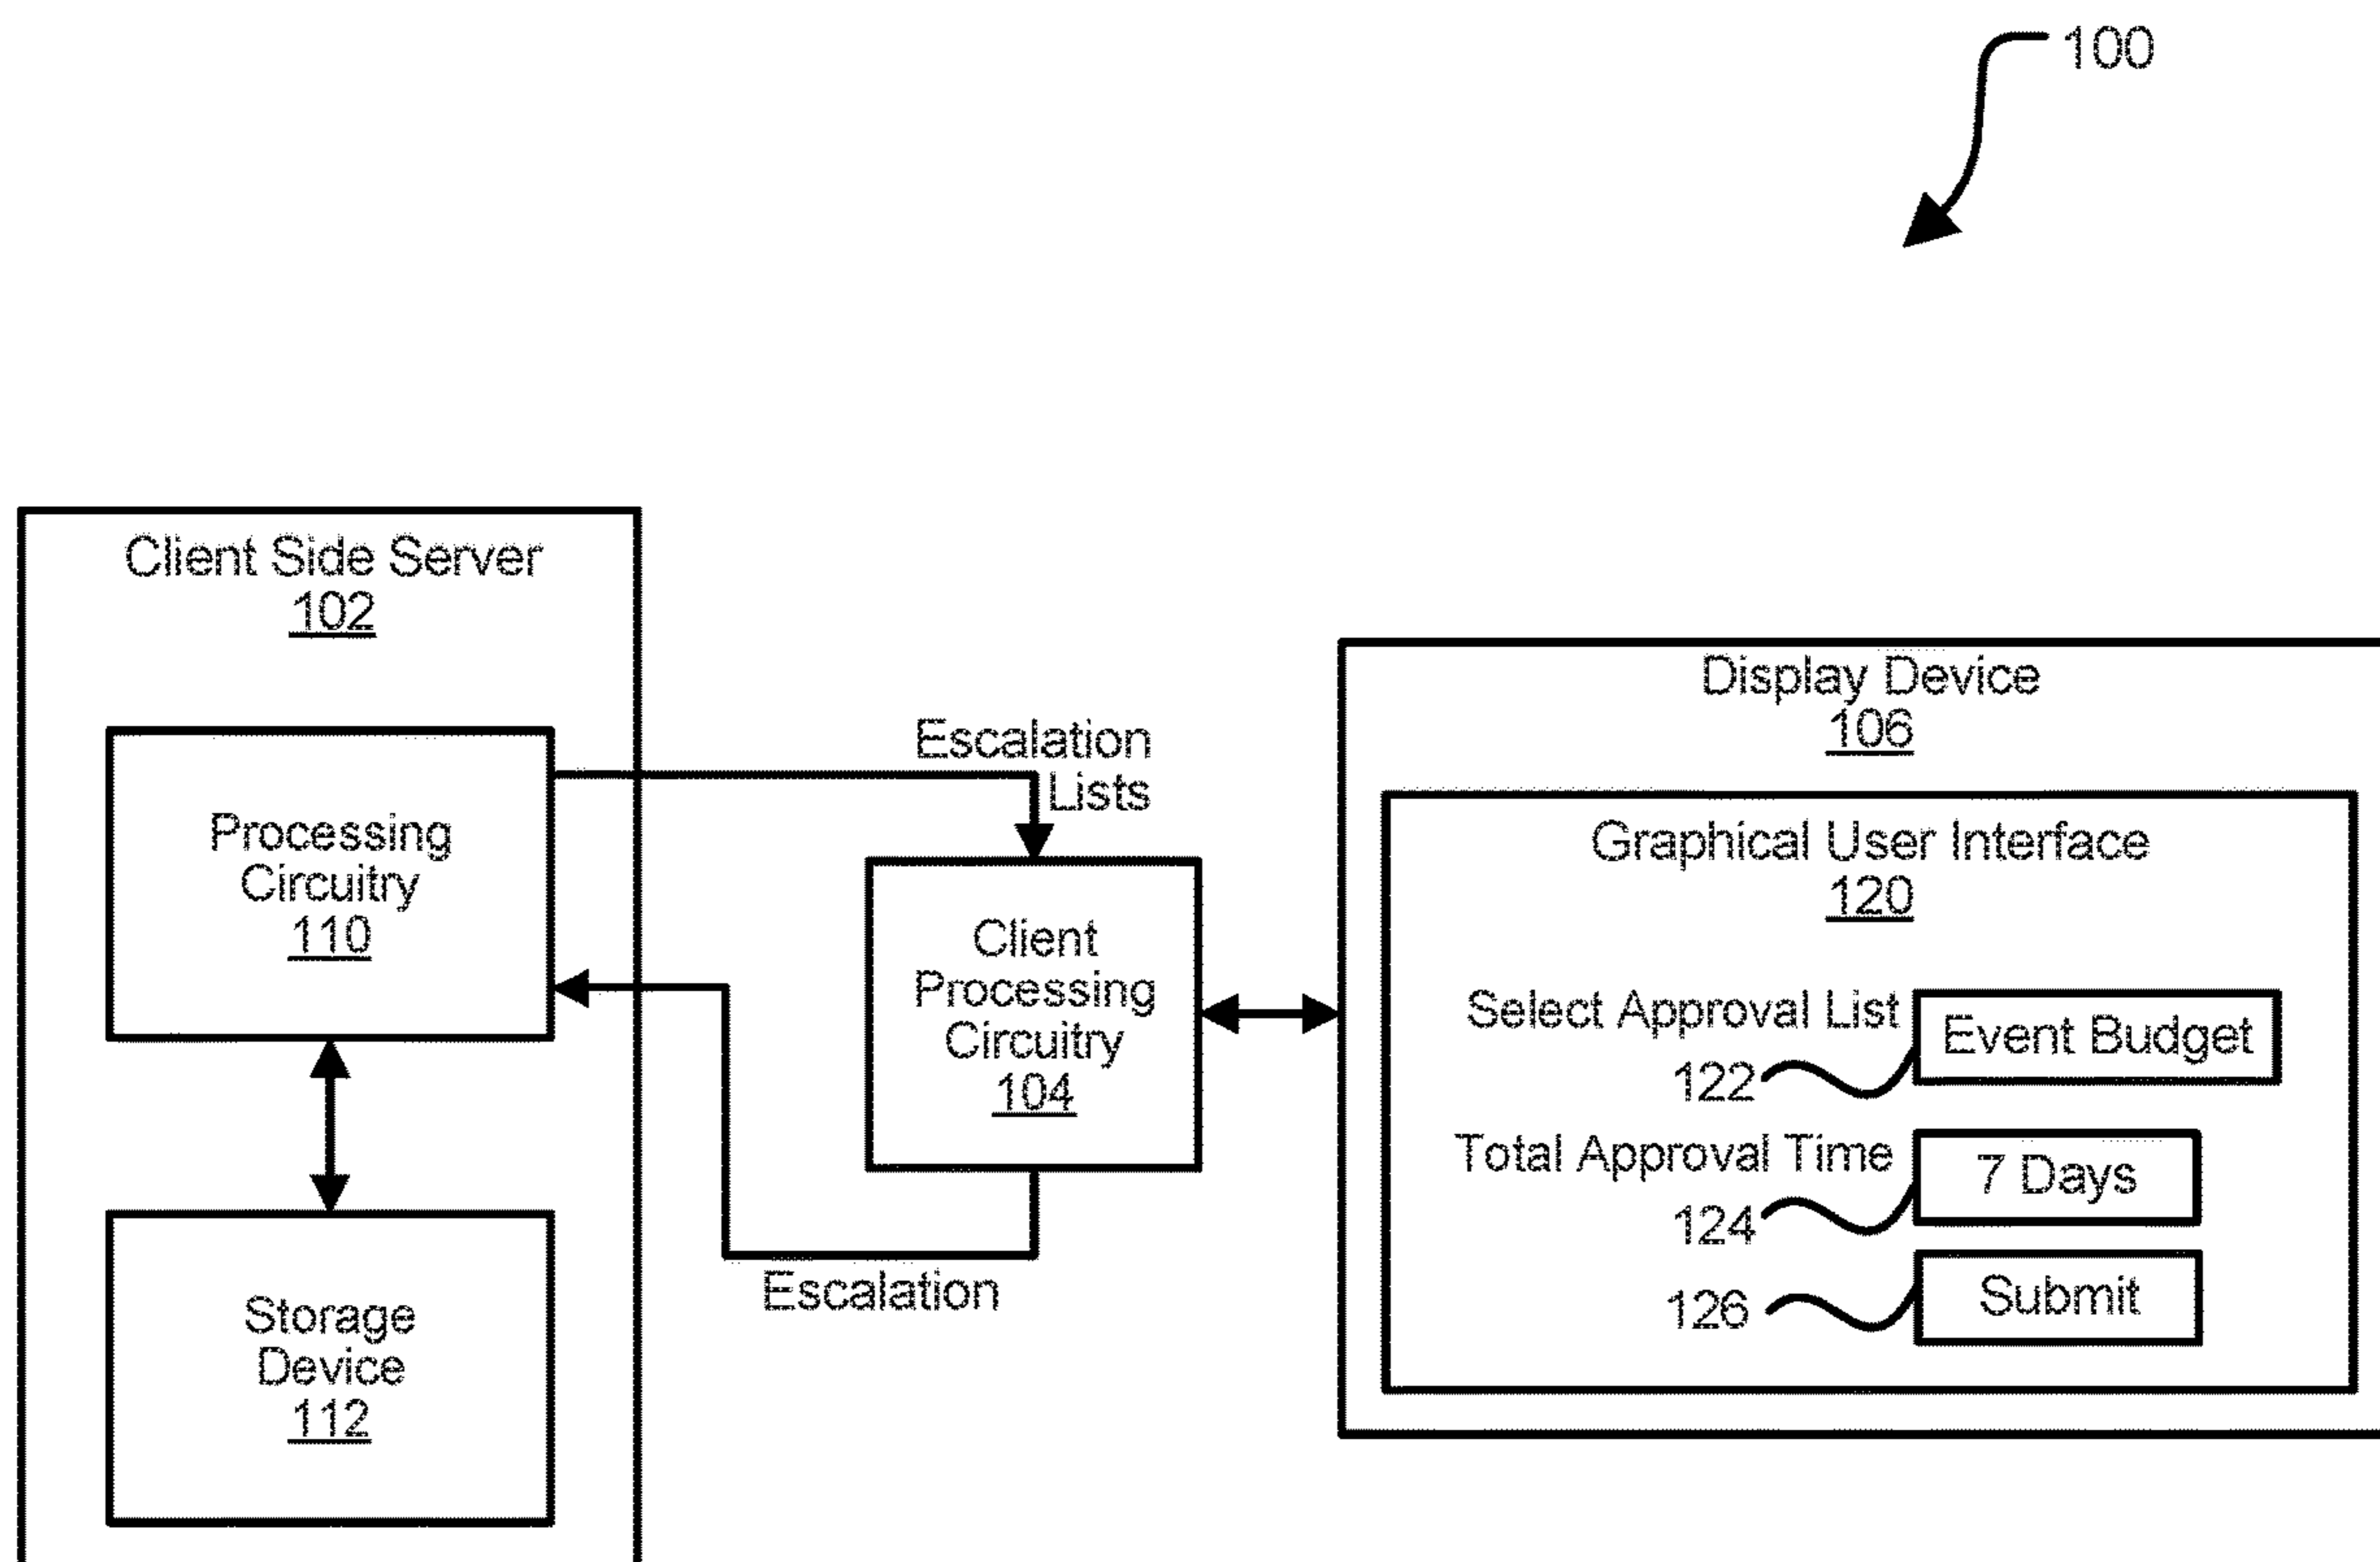 100
Client Side Server
102
Processing
Circuitry
110
Storage
Device
112
Escalation
Lists
Client
Processing
Circuitry
104
Escalation
Display Device
106
Graphical User Interface
120
Select Approval List
Event Budget
122
Total Approval Time
7 Days
124
Submit
126